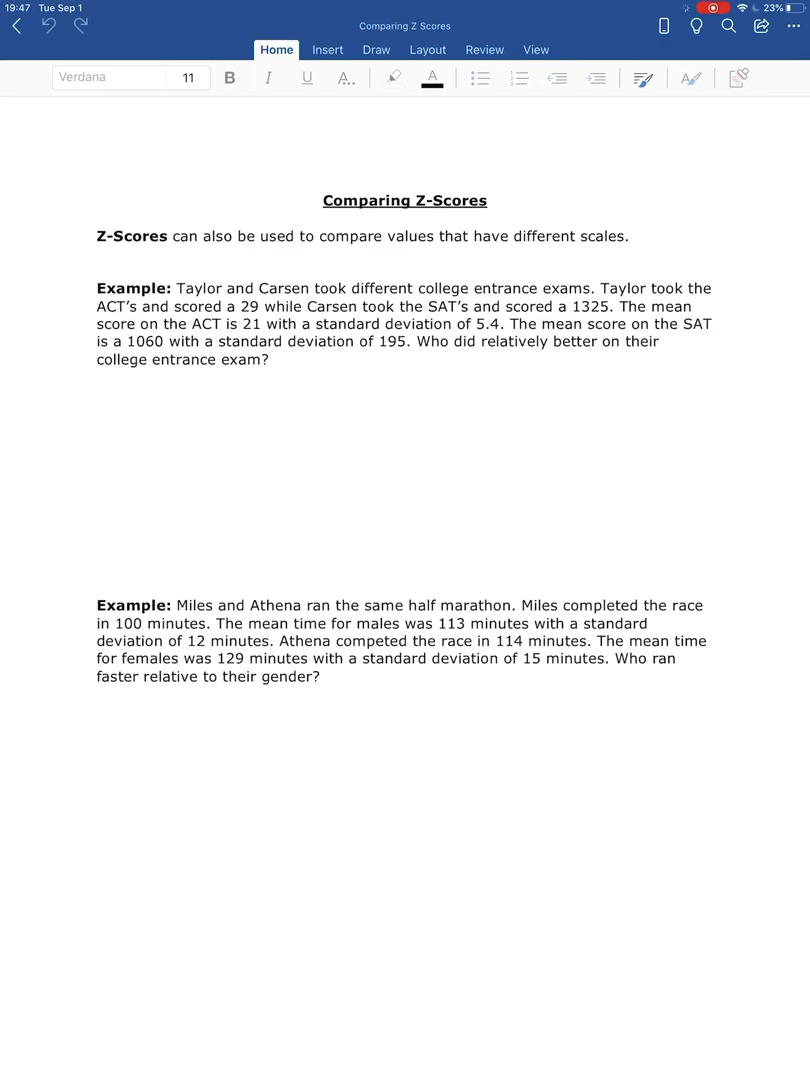 19:47 Tue Sep 1
23%
Comparing Z Scores
Home Insert Draw Layout Review View
Verdana 11 B I U A... A
Comparing Z-Scores
Z-Scores can also be used to compare values that have different scales.
Example: Taylor and Carsen took different college entrance exams. Taylor took the
ACT's and scored a 29 while Carsen took the SAT's and scored a 1325. The mean
score on the ACT is 21 with a standard deviation of 5.4. The mean score on the SAT
is a 1060 with a standard deviation of 195. Who did relatively better on their
college entrance exam?
Example: Miles and Athena ran the same half marathon. Miles completed the race
in 100 minutes. The mean time for males was 113 minutes with a standard
deviation of 12 minutes. Athena competed the race in 114 minutes. The mean time
for females was 129 minutes with a standard deviation of 15 minutes. Who ran
faster relative to their gender?